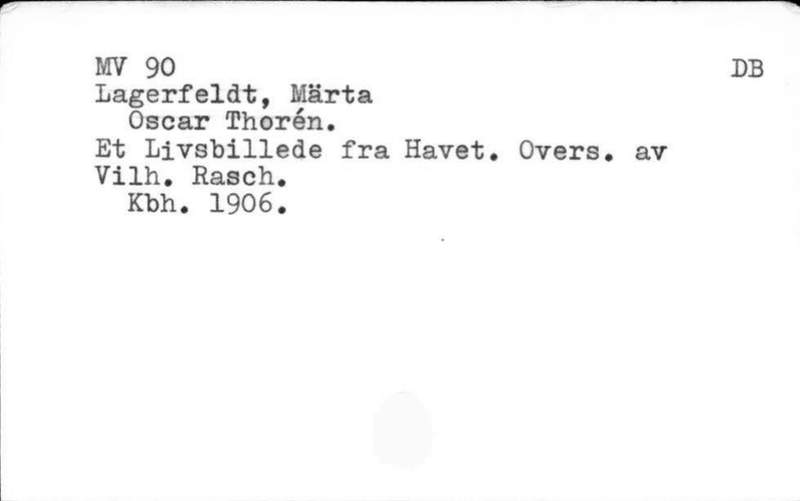 MV 90 DB
Lagerfeldt, Märta
Oscar Thorén.
Et Livsbillede fra Havet. Overs. av
Vilh. Rasch.
Kbh. 1906.